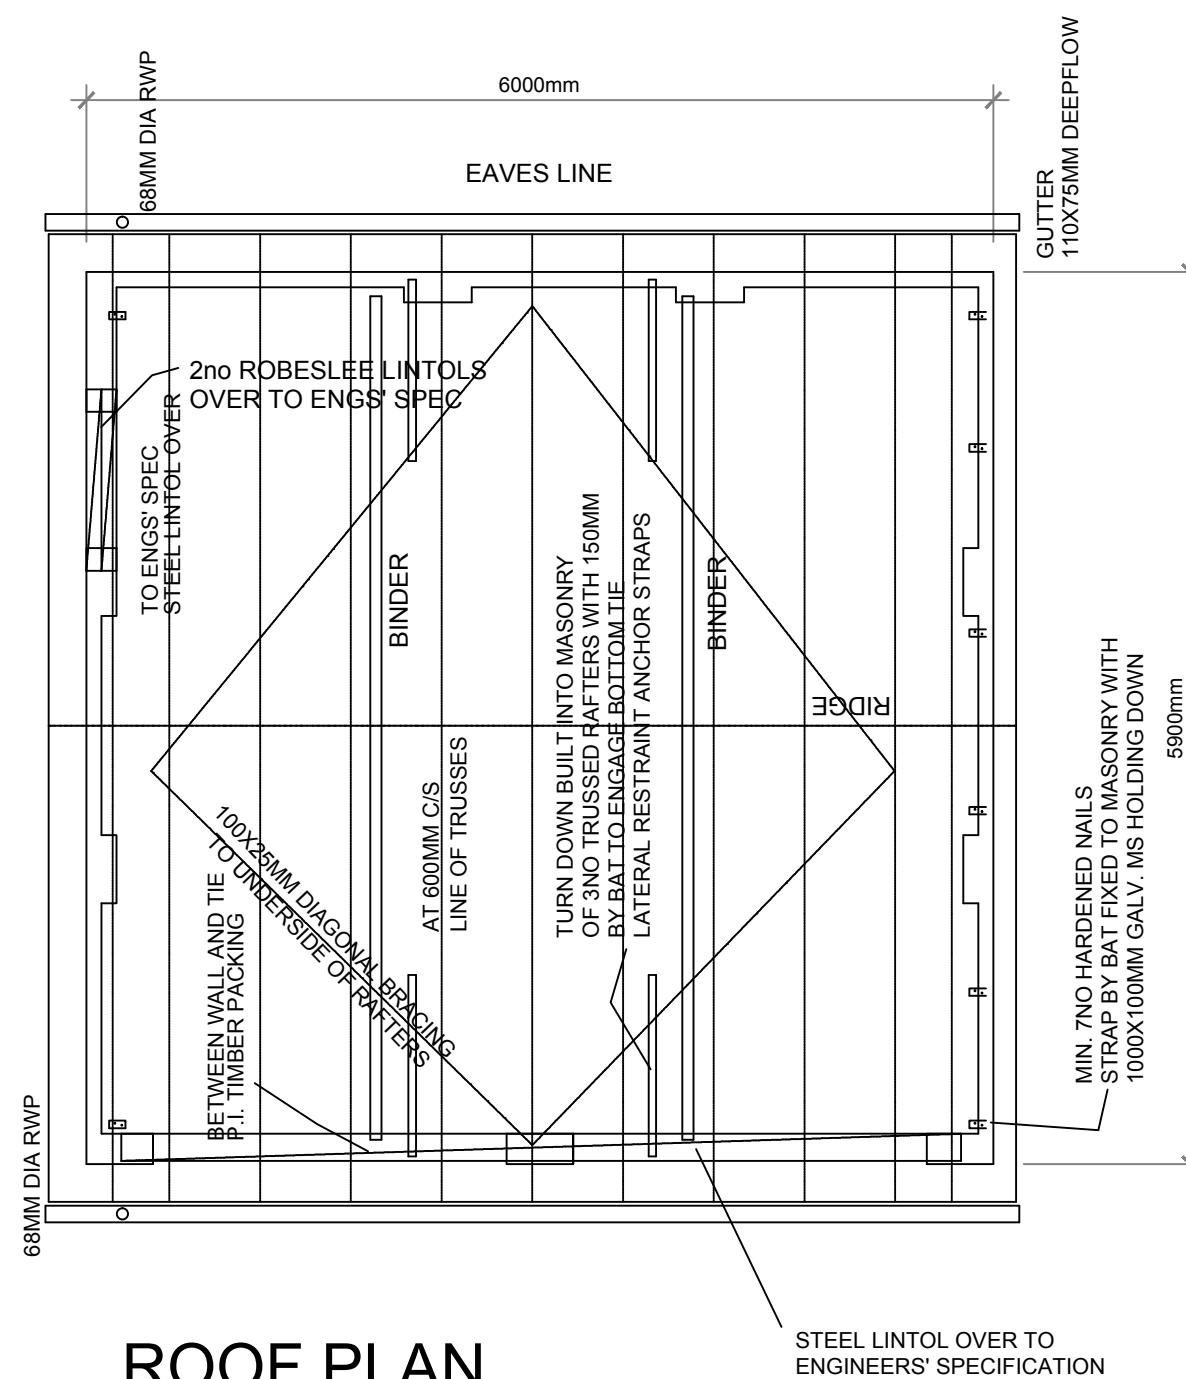 6000mm
68MM DIA RWP
EAVES LINE
GUTTER
110X75MM DEEPFLOW
2no ROBESLEE LINTOLS
OVER TO ENGS' SPEC
TO ENGS' SPEC
STEEL LINTOL OVER
BINDER
TURN DOWN BUILT INTO MASONRY
OF 3NO TRUSSED RAFTERS WITH 150MM
BY BAT TO ENGAGE BOTTOM TIE
LATERAL RESTRAINT ANCHOR STRAPS
BINDER
RIDGE
5900mm
AT 600MM C/S
LINE OF TRUSSES
100X25MM DIAGONAL BRACING
TO UNDERSIDE OF RAFTERS
BETWEEN WALL AND TIE
P.I. TIMBER PACKING
MIN. 7NO HARDENED NAILS
STRAP BY BAT FIXED TO MASONRY WITH
1000X100MM GALV. MS HOLDING DOWN
68MM DIA RWP
STEEL LINTOL OVER TO
ENGINEERS' SPECIFICATION
ROOF PLAN